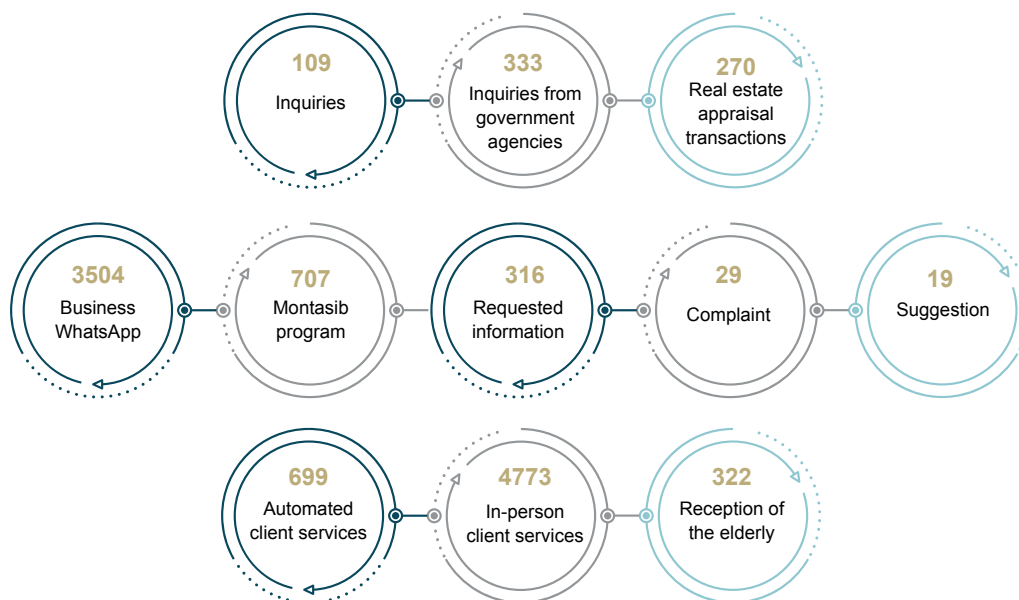 109
Inquiries
333
Inquiries from
government
agencies
270
Real estate
appraisal
transactions
3504
Business
WhatsApp
707
Montasib
program
316
Requested
information
29
Complaint
19
Suggestion
699
Automated
client services
4773
In-person
client services
322
Reception of
the elderly